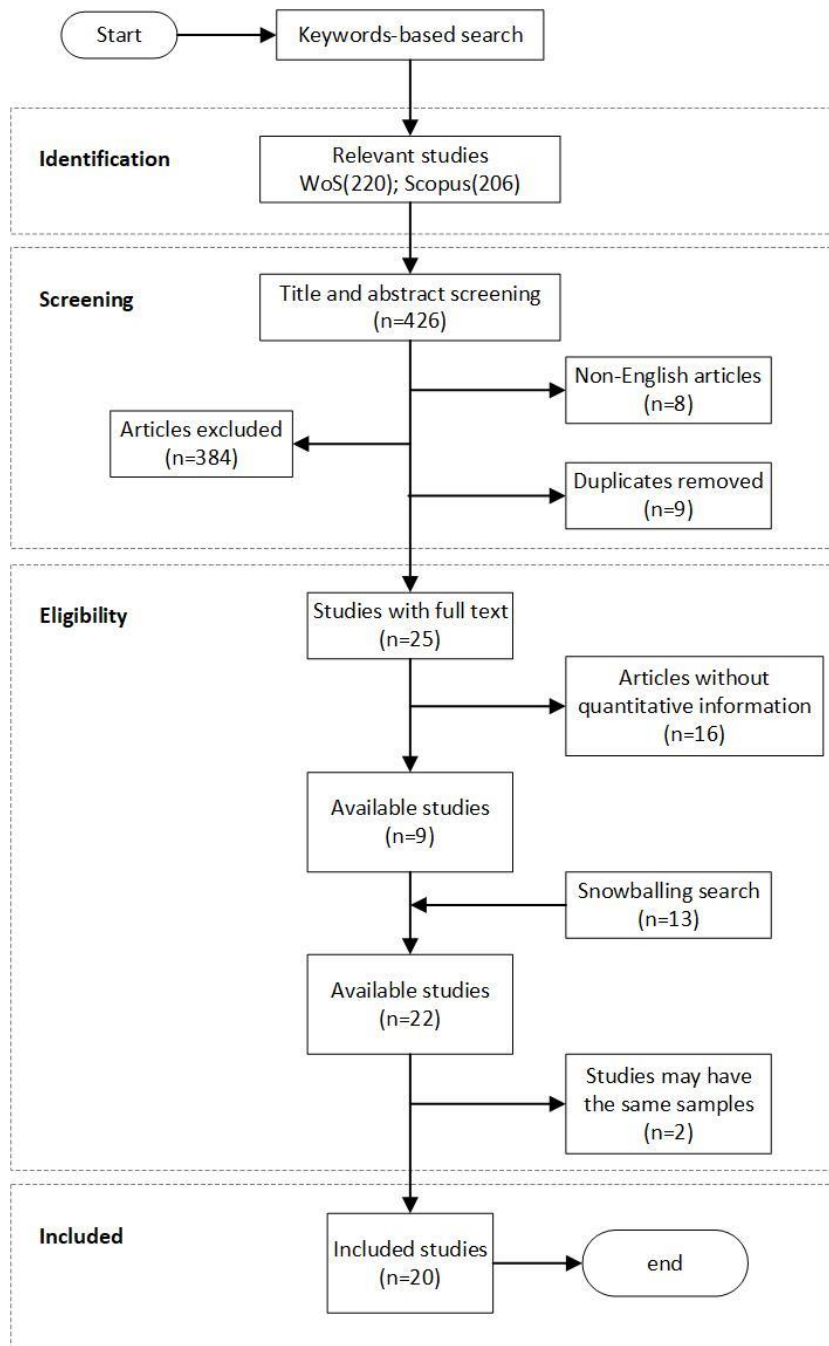 Start
Keywords-based search
Identification
Relevant studies
WoS(220); Scopus(206)
Screening
Title and abstract screening
(n=426)
Non-English articles
(n=8)
Articles excluded
(n=384)
Duplicates removed
(n=9)
Eligibility
Studies with full text
(n=25)
Articles without
quantitative information
(n=16)
Available studies
(n=9)
Snowballing search
(n=13)
Available studies
(n=22)
Studies may have
the same samples
(n=2)
Included
Included studies
(n=20)
end